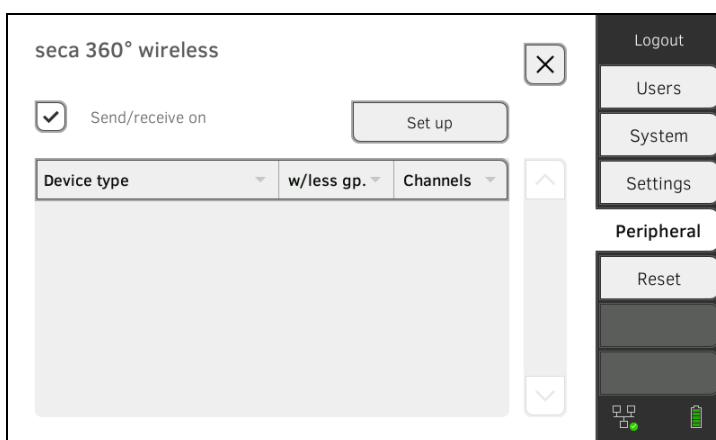 seca 360° wireless
Send/receive on
Set up
Device type
w/less gp.
Channels
Logout
Users
System
Settings
Peripheral
Reset